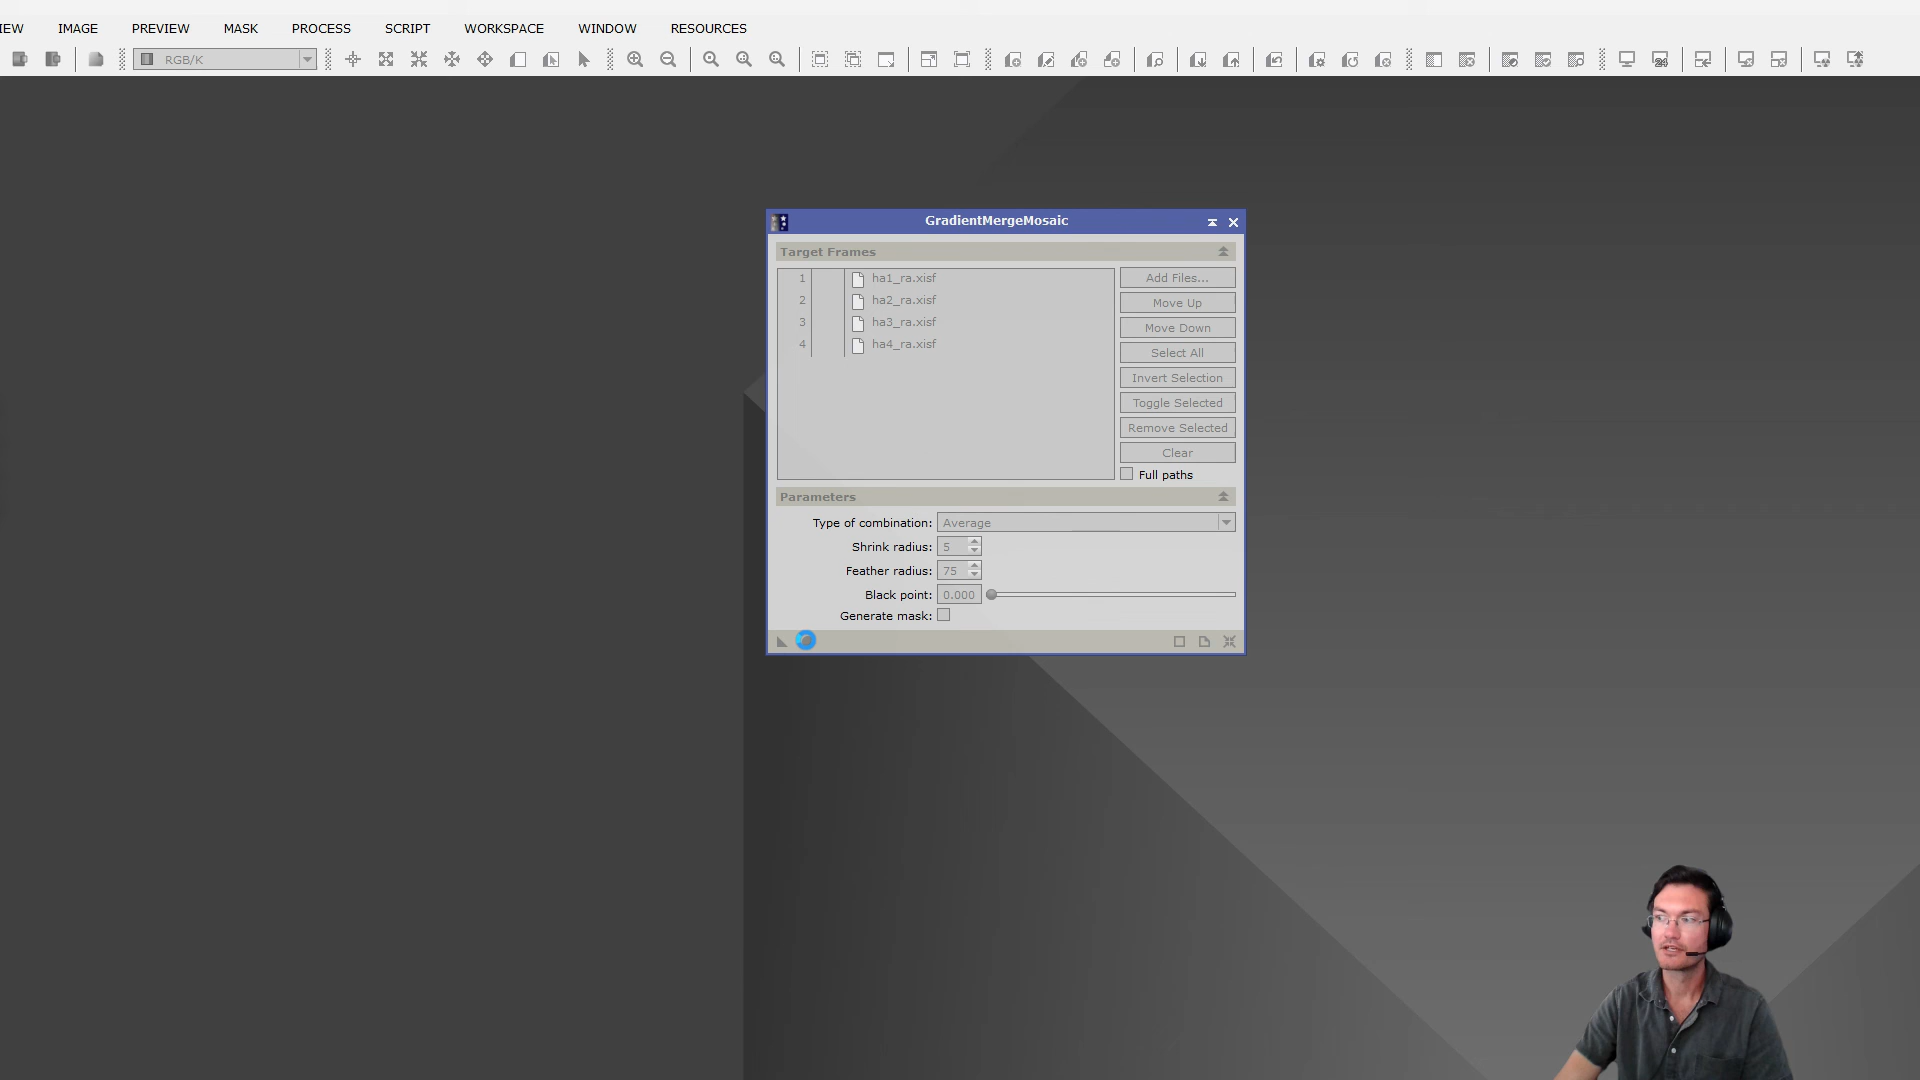 IEW IMAGE PREVIEW MASK PROCESS SCRIPT WORKSPACE WINDOW RESOURCES
RGB/K
GradientMergeMosaic
Target Frames
1 ha1_ra.xisf
2 ha2_ra.xisf
3 ha3_ra.xisf
4 ha4_ra.xisf
Add Files...
Move Up
Move Down
Select All
Invert Selection
Toggle Selected
Remove Selected
Clear
Full paths
Parameters
Type of combination: Average
Shrink radius: 5
Feather radius: 75
Black point: 0.000
Generate mask: